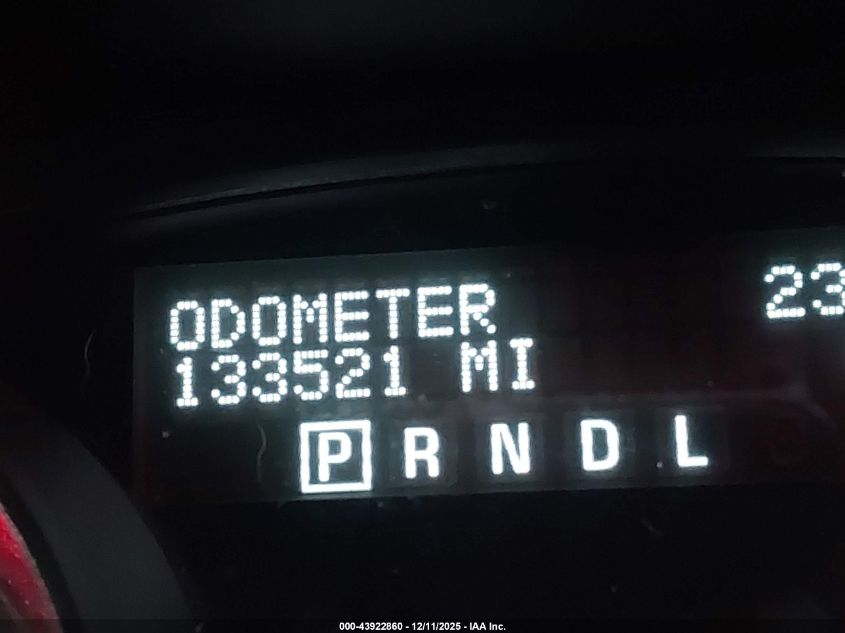 ODOMETER 23
133521 MI
P R N D L
000-43922860 - 12/11/2025 - IAA Inc.